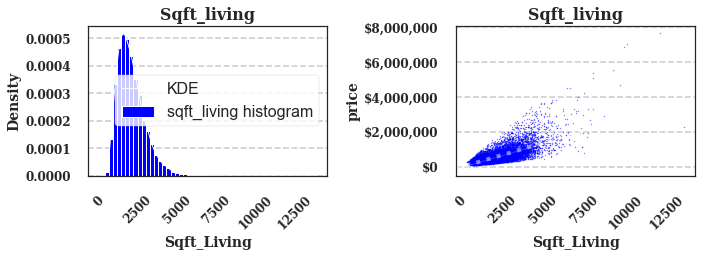 Sqft_living
0.0005
0.0004
0.0003
0.0002
0.0001
0.0000
Density
KDE
sqft_living histogram
0
2500
5000
7500
10000
12500
Sqft_Living
Sqft_living
$8,000,000
$6,000,000
$4,000,000
$2,000,000
$0
price
0
2500
5000
7500
10000
12500
Sqft_Living